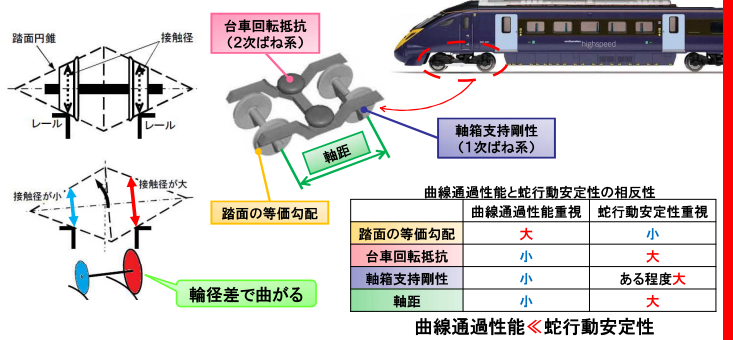 踏面円錐
接触径
レール
レール
台車回転抵抗
（2次ばね系）
highspeed
軸箱支持剛性
（1次ばね系）
軸距
踏面の等価勾配
接触径が小
接触径が大
輪径差で曲がる
曲線通過性能と蛇行動安定性の相反性
曲線通過性能重視 蛇行動安定性重視
踏面の等価勾配 大 小
台車回転抵抗 小 大
軸箱支持剛性 小 ある程度大
軸距 小 大
曲線通過性能≪蛇行動安定性